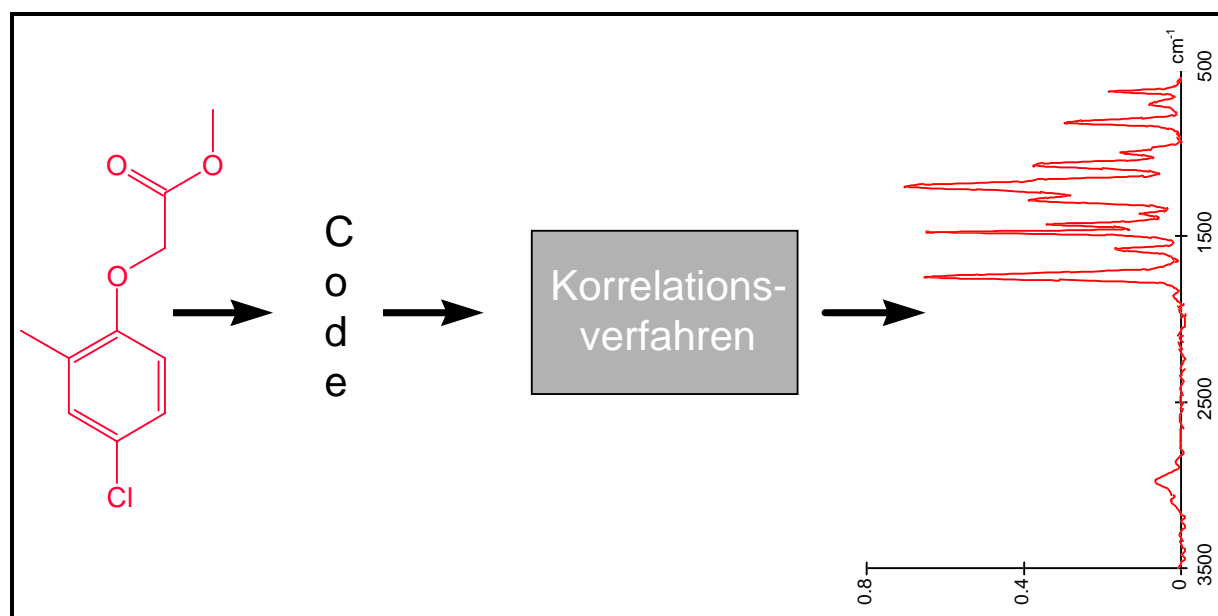 O
O
O
Cl
C
o
d
e
Korrelations-
verfahren
cm-1
500
1500
2500
3500
0.8
0.4
0